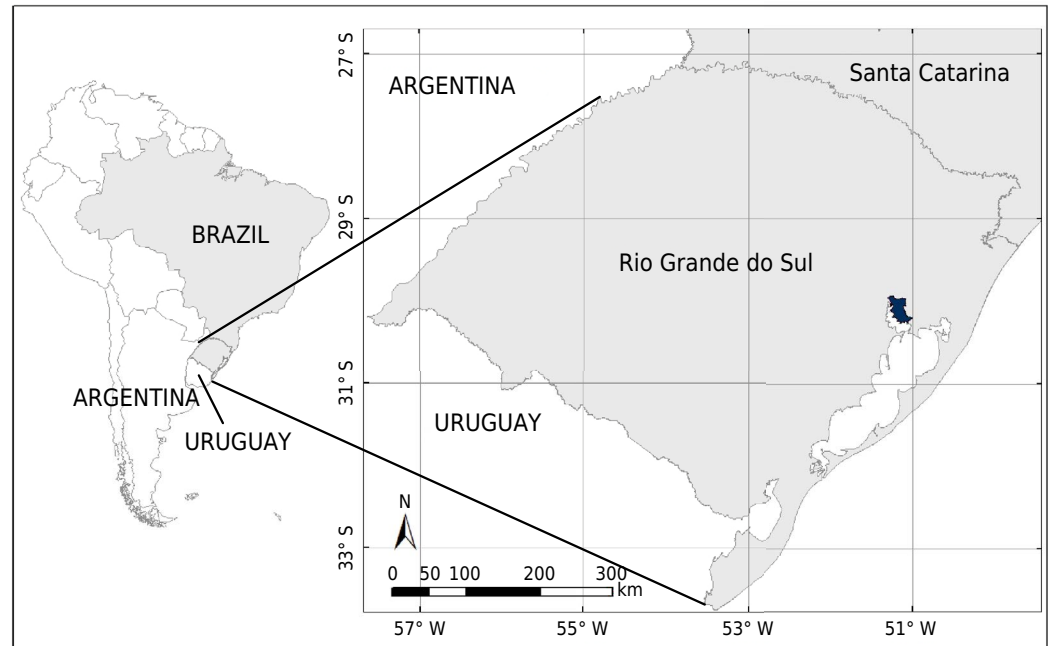 BRAZIL
ARGENTINA
URUGUAY
27° S
29° S
31° S
33° S
ARGENTINA
Santa Catarina
Rio Grande do Sul
URUGUAY
N
0 50 100 200 300
km
57° W 55° W 53° W 51° W